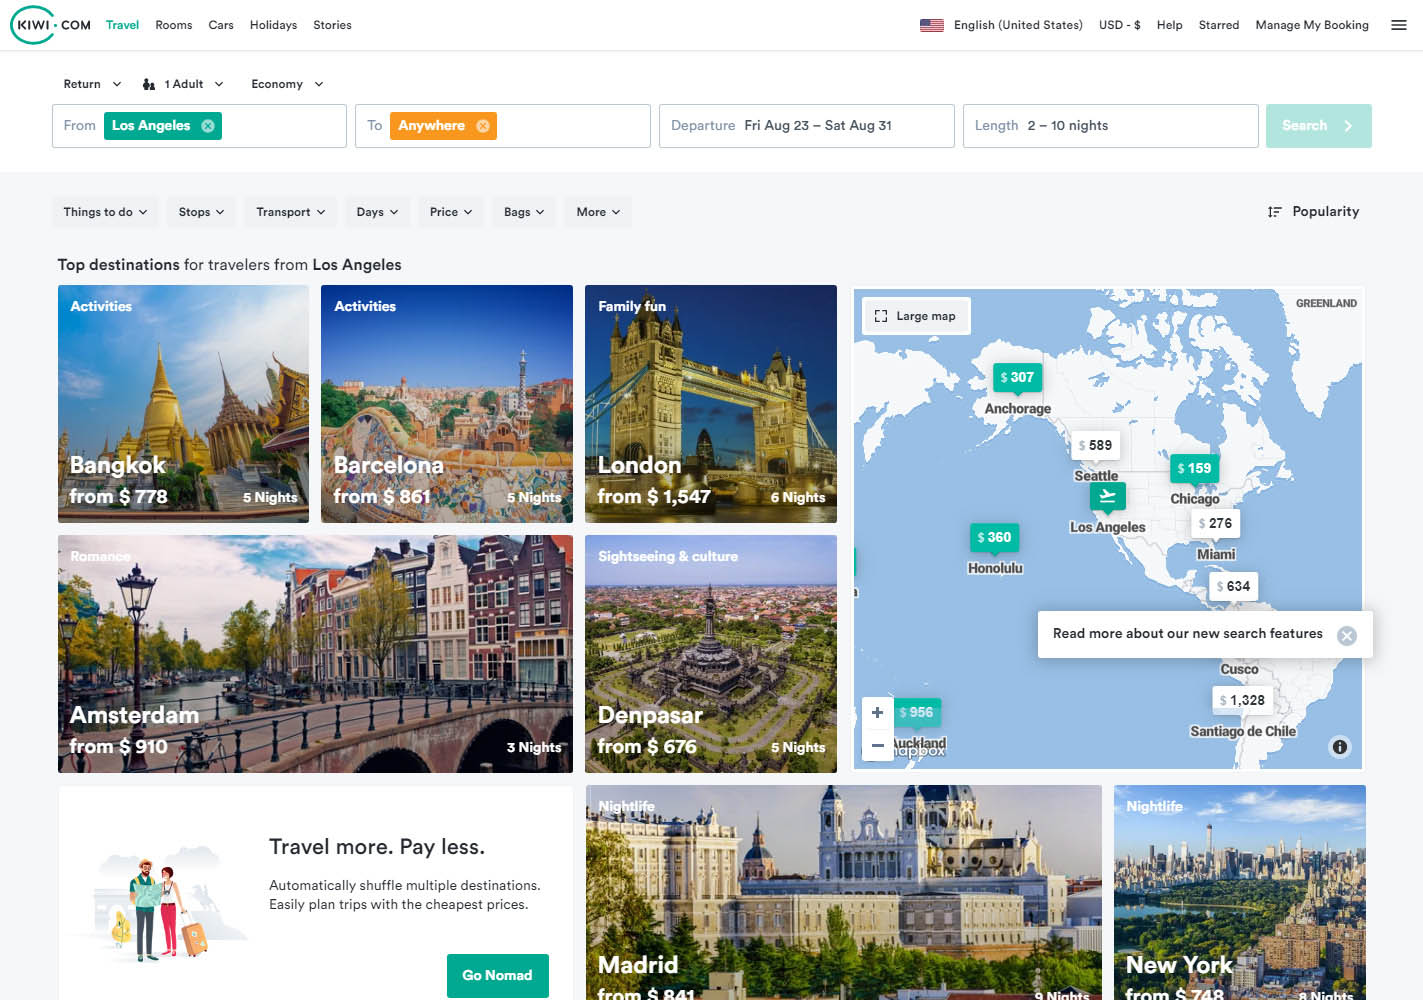 KIWI·COM Travel Rooms Cars Holidays Stories English (United States) USD - $ Help Starred Manage My Booking
Return 1 Adult Economy
From Los Angeles To Anywhere Departure Fri Aug 23 – Sat Aug 31 Length 2 – 10 nights Search
Things to do Stops Transport Days Price Bags More Popularity
Top destinations for travelers from Los Angeles
Activities
Bangkok
from $ 778 5 Nights
Activities
Barcelona
from $ 861 5 Nights
Family fun
London
from $ 1,547 6 Nights
Romance
Amsterdam
from $ 910 3 Nights
Sightseeing & culture
Denpasar
from $ 676 5 Nights
Large map
GREENLAND
$ 307
Anchorage
$ 589
Seattle
$ 159
Chicago
Los Angeles
$ 276
Miami
$ 360
Honolulu
$ 634
Read more about our new search features
Cusco
$ 1,328
Santiago de Chile
+
$ 956
–
Auckland
Travel more. Pay less.
Automatically shuffle multiple destinations.
Easily plan trips with the cheapest prices.
Go Nomad
Nightlife
Madrid
from $ 841 9 Nights
Nightlife
New York
from $ 748 8 Nights